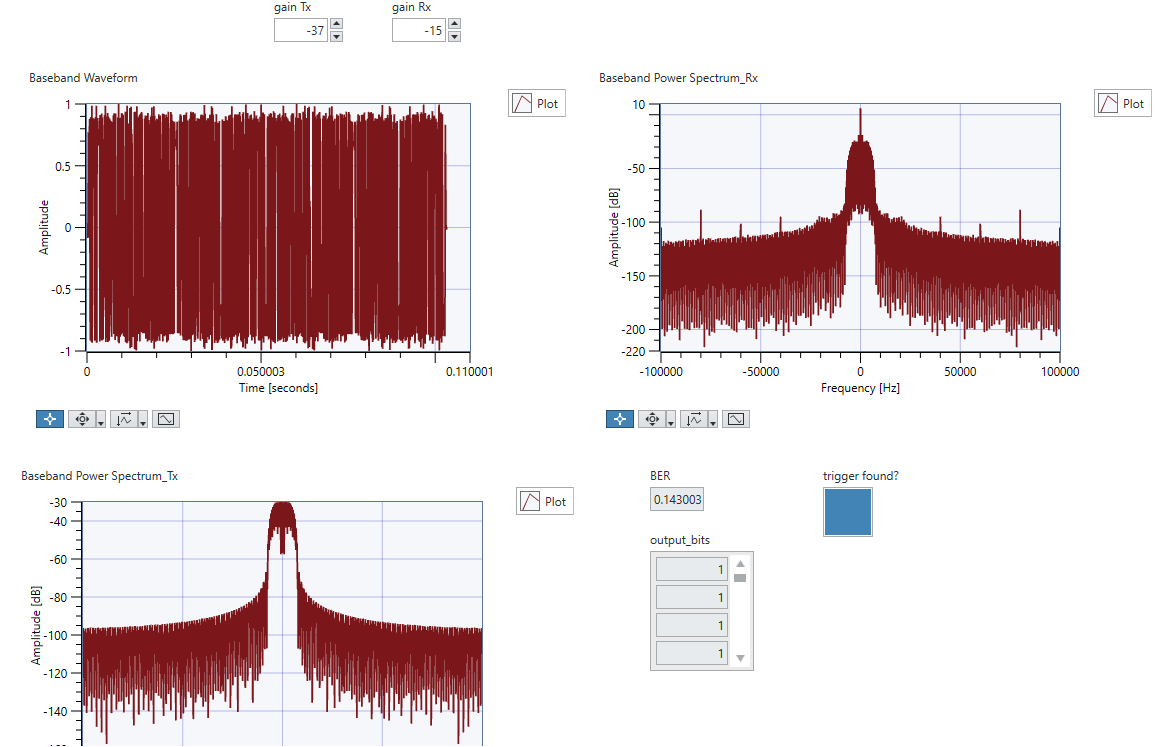 gain Tx
gain Rx
-37
-15
Baseband Waveform
Plot
1
0.5
0
-0.5
-1
Amplitude
0
0.050003
0.110001
Time [seconds]
Baseband Power Spectrum_Rx
Plot
10
-50
-100
-150
-200
-220
Amplitude [dB]
-100000
-50000
0
50000
100000
Frequency [Hz]
Baseband Power Spectrum_Tx
Plot
-30
-40
-60
-80
-100
-120
-140
Amplitude [dB]
BER
0.143003
trigger found?
output_bits
1
1
1
1